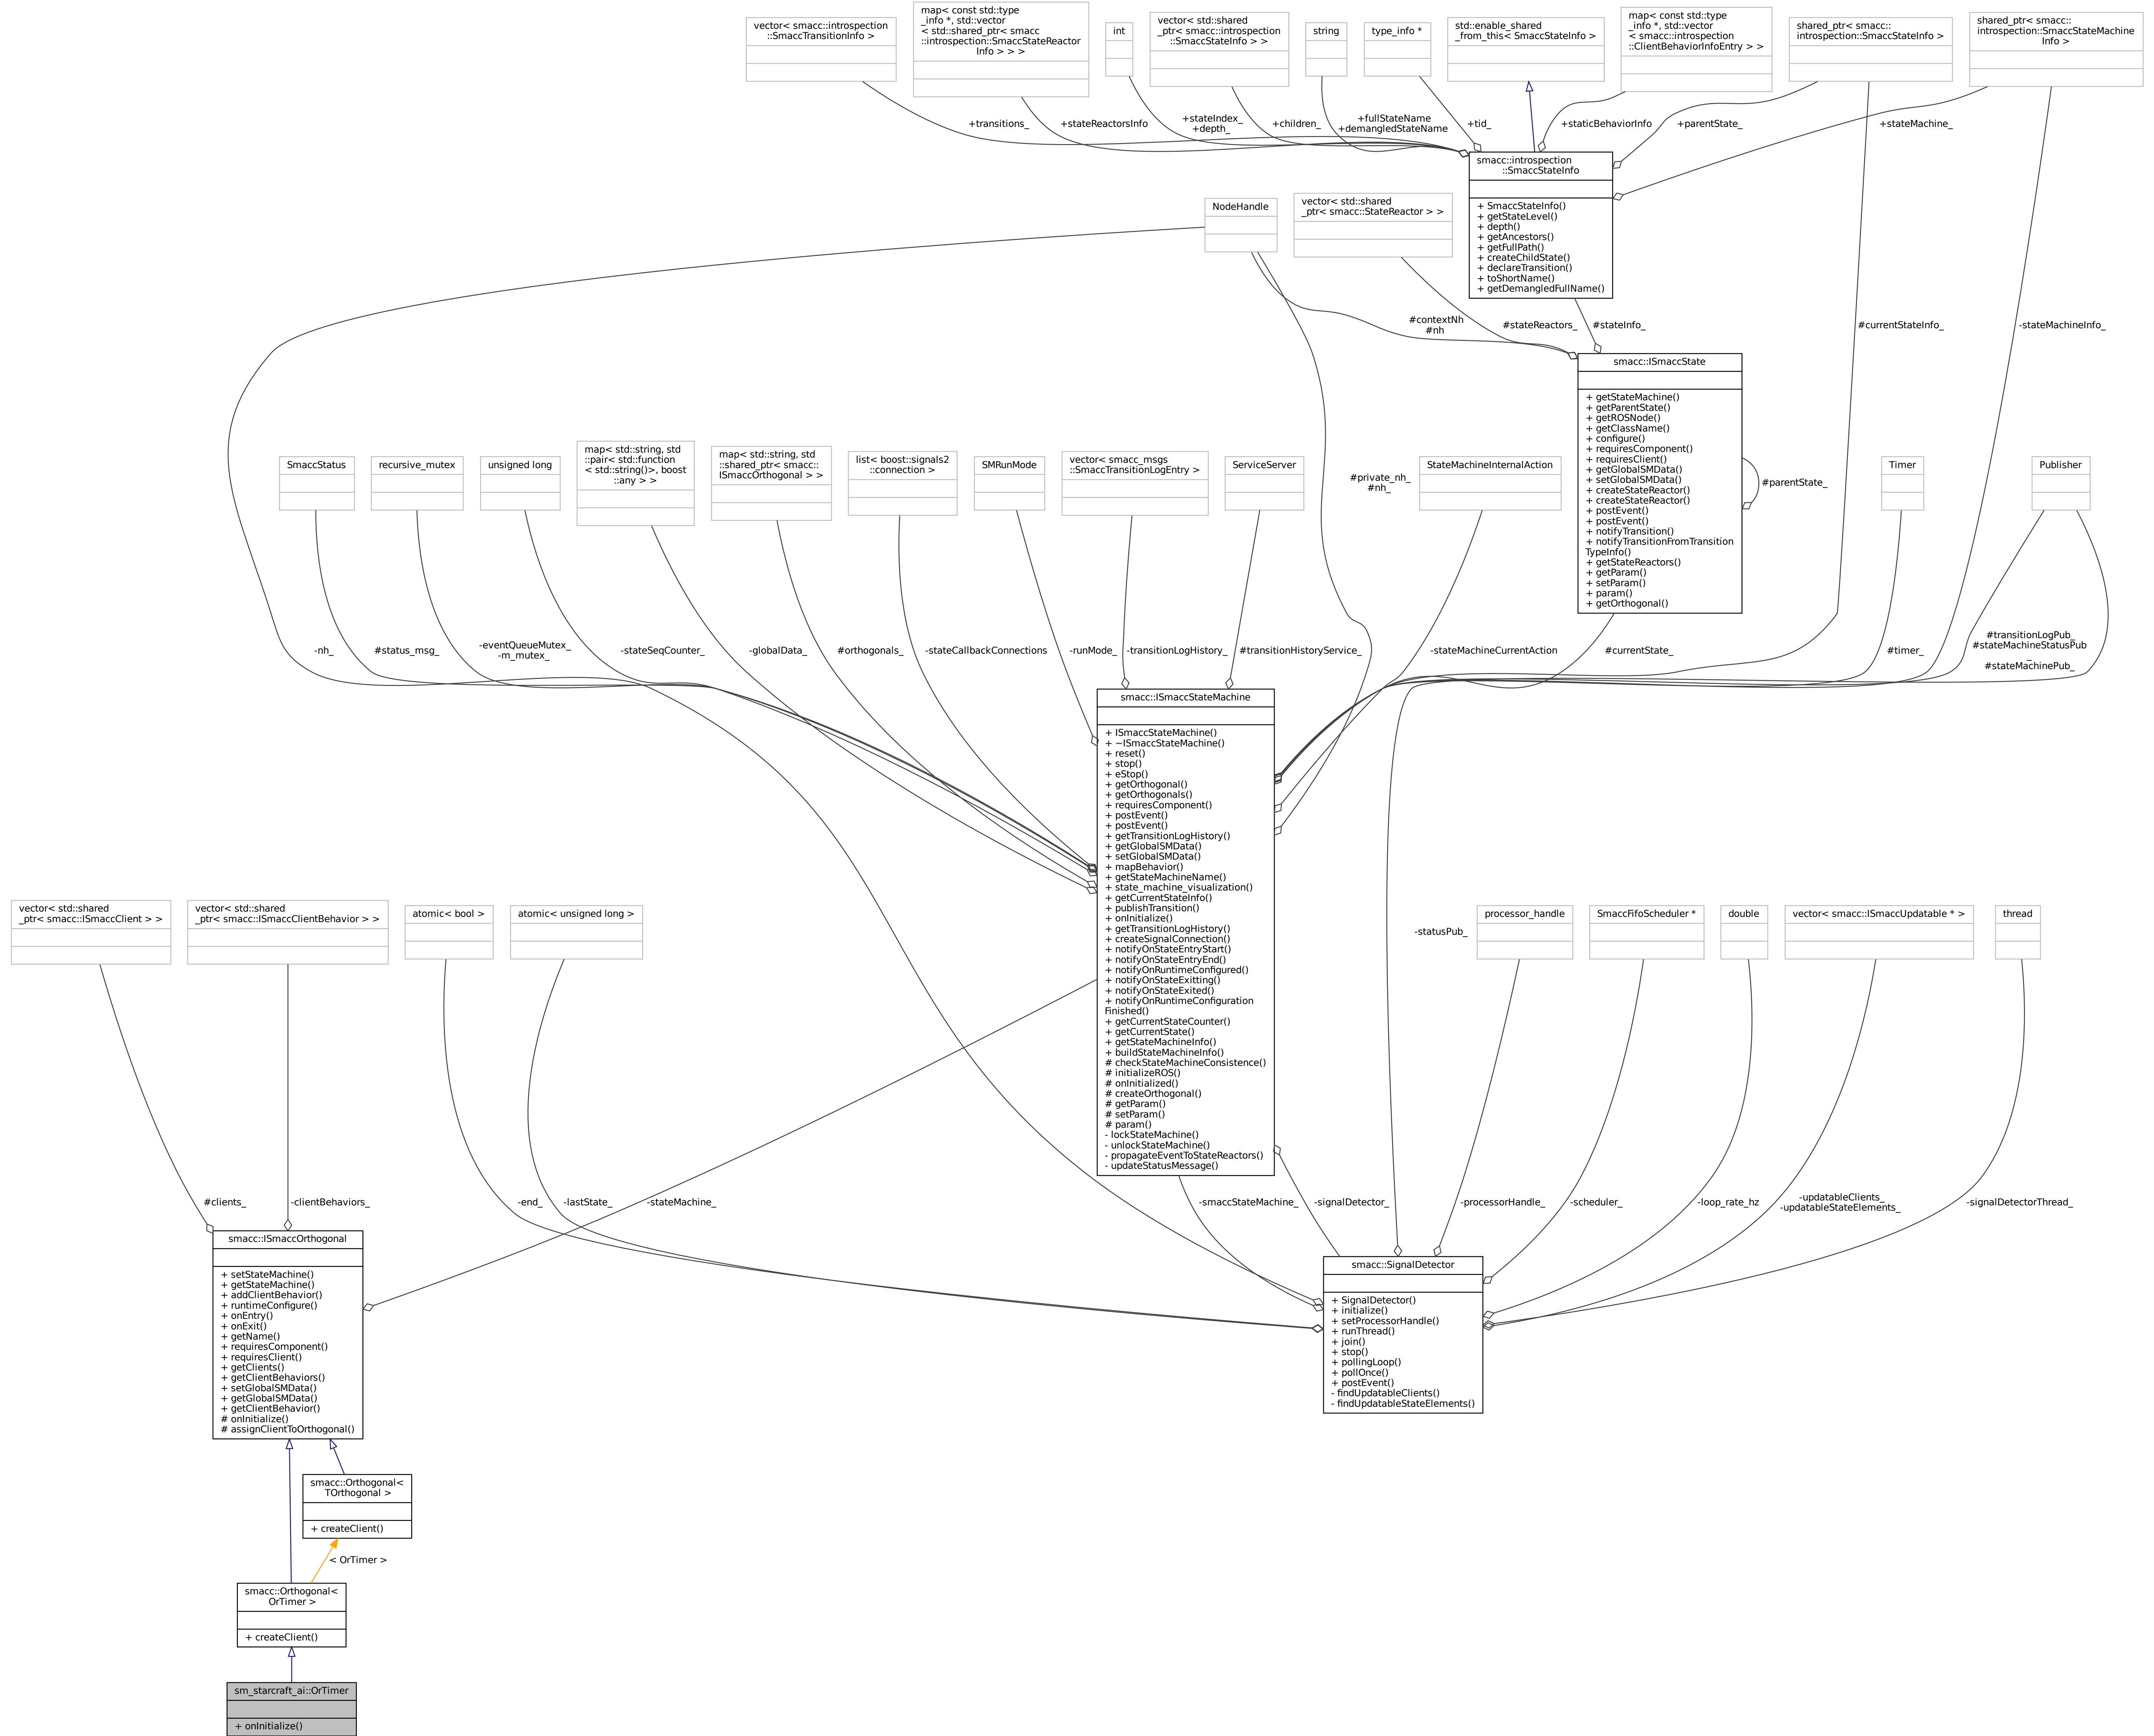 vector< smacc::introspection
::SmaccTransitionInfo >
map< const std::type
_info *, std::vector
< std::shared_ptr< smacc
::introspection::SmaccStateReactor
Info > > >
int
vector< std::shared
_ptr< smacc::introspection
::SmaccStateInfo > >
string
type_info *
std::enable_shared
_from_this< SmaccStateInfo >
map< const std::type
_info *, std::vector
< smacc::introspection
::ClientBehaviorInfoEntry > >
shared_ptr< smacc::
introspection::SmaccStateInfo >
shared_ptr< smacc::
introspection::SmaccStateMachine
Info >
+transitions_
+stateReactorsInfo
+stateIndex_
+depth_
+children_
+fullStateName
+demangledStateName
+tid_
+staticBehaviorInfo
+parentState_
+stateMachine_
smacc::introspection
::SmaccStateInfo
+ SmaccStateInfo()
+ getStateLevel()
+ depth()
+ getAncestors()
+ getFullPath()
+ createChildState()
+ declareTransition()
+ toShortName()
+ getDemangledFullName()
NodeHandle
vector< std::shared
_ptr< smacc::StateReactor > >
#contextNh
#nh
#stateReactors_
#stateInfo_
#currentStateInfo_
-stateMachineInfo_
smacc::ISmaccState
+ getStateMachine()
+ getParentState()
+ getROSNode()
+ getClassName()
+ configure()
+ requiresComponent()
+ requiresClient()
+ getGlobalSMData()
+ setGlobalSMData()
+ createStateReactor()
+ createStateReactor()
+ postEvent()
+ postEvent()
+ notifyTransition()
+ notifyTransitionFromTransition
TypeInfo()
+ getStateReactors()
+ getParam()
+ setParam()
+ param()
+ getOrthogonal()
#parentState_
SmaccStatus
recursive_mutex
unsigned long
map< std::string, std
::pair< std::function
< std::string()>, boost
::any > >
map< std::string, std
::shared_ptr< smacc::
ISmaccOrthogonal > >
list< boost::signals2
::connection >
SMRunMode
vector< smacc_msgs
::SmaccTransitionLogEntry >
ServiceServer
#private_nh_
#nh_
StateMachineInternalAction
Timer
Publisher
-nh_
#status_msg_
-eventQueueMutex_
-m_mutex_
-stateSeqCounter_
-globalData_
#orthogonals_
-stateCallbackConnections
-runMode_
-transitionLogHistory_
#transitionHistoryService_
-stateMachineCurrentAction
#currentState_
#timer_
#transitionLogPub_
#stateMachineStatusPub
_
#stateMachinePub_
smacc::ISmaccStateMachine
+ ISmaccStateMachine()
+ ~ISmaccStateMachine()
+ reset()
+ stop()
+ eStop()
+ getOrthogonal()
+ getOrthogonals()
+ requiresComponent()
+ postEvent()
+ postEvent()
+ getTransitionLogHistory()
+ getGlobalSMData()
+ setGlobalSMData()
+ mapBehavior()
+ getStateMachineName()
+ state_machine_visualization()
+ getCurrentStateInfo()
+ publishTransition()
+ onInitialize()
+ getTransitionLogHistory()
+ createSignalConnection()
+ notifyOnStateEntryStart()
+ notifyOnStateEntryEnd()
+ notifyOnRuntimeConfigured()
+ notifyOnStateExitting()
+ notifyOnStateExited()
+ notifyOnRuntimeConfiguration
Finished()
+ getCurrentStateCounter()
+ getCurrentState()
+ getStateMachineInfo()
+ buildStateMachineInfo()
# checkStateMachineConsistence()
# initializeROS()
# onInitialized()
# createOrthogonal()
# getParam()
# setParam()
# param()
- lockStateMachine()
- unlockStateMachine()
- propagateEventToStateReactors()
- updateStatusMessage()
vector< std::shared
_ptr< smacc::ISmaccClient > >
vector< std::shared
_ptr< smacc::ISmaccClientBehavior > >
atomic< bool >
atomic< unsigned long >
-statusPub_
processor_handle
SmaccFifoScheduler *
double
vector< smacc::ISmaccUpdatable * >
thread
#clients_
-clientBehaviors_
-end_
-lastState_
-stateMachine_
-smaccStateMachine_
-signalDetector_
-processorHandle_
-scheduler_
-loop_rate_hz
-updatableClients_
-updatableStateElements_
-signalDetectorThread_
smacc::ISmaccOrthogonal
+ setStateMachine()
+ getStateMachine()
+ addClientBehavior()
+ runtimeConfigure()
+ onEntry()
+ onExit()
+ getName()
+ requiresComponent()
+ requiresClient()
+ getClients()
+ getClientBehaviors()
+ setGlobalSMData()
+ getGlobalSMData()
+ getClientBehavior()
# onInitialize()
# assignClientToOrthogonal()
smacc::SignalDetector
+ SignalDetector()
+ initialize()
+ setProcessorHandle()
+ runThread()
+ join()
+ stop()
+ pollingLoop()
+ pollOnce()
+ postEvent()
- findUpdatableClients()
- findUpdatableStateElements()
smacc::Orthogonal<
TOrthogonal >
+ createClient()
< OrTimer >
smacc::Orthogonal<
OrTimer >
+ createClient()
sm_starcraft_ai::OrTimer
+ onInitialize()